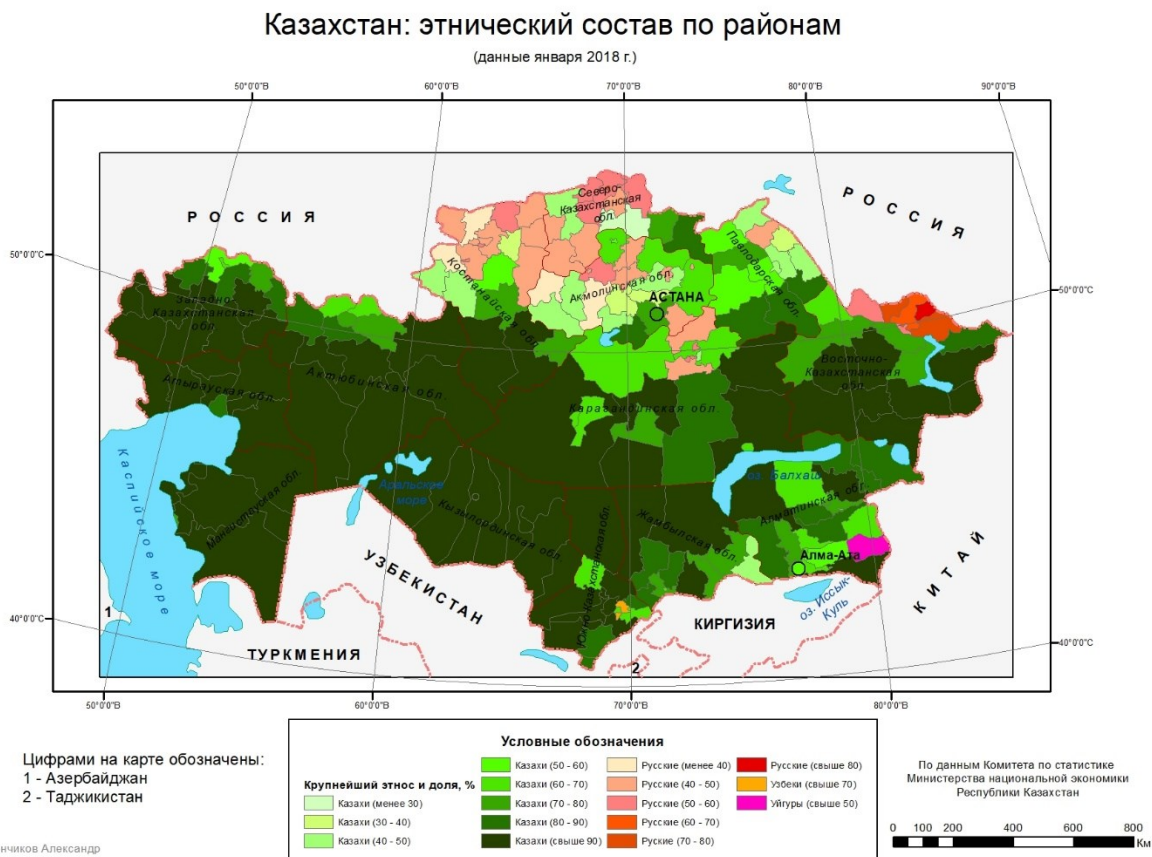 Казахстан: этнический состав по районам
(данные января 2018 г.)
50°0'0"В
60°0'0"В
70°0'0"В
80°0'0"В
90°0'0"В
РОССИЯ
РОССИЯ
Северо-
Казахстанская
обл.
50°0'0"С
Костанайская обл.
Акмолинская обл.
Павлодарская обл.
АСТАНА
50°0'0"С
Западно-
Казахстанская
обл.
Восточно-
Казахстанская
обл.
Атырауская обл.
Актюбинская обл.
Карагандинская обл.
Каспийское море
Аральское
море
оз. Балхаш
Мангистауская обл.
Кызылординская обл.
Южно-Казахстанская обл.
Жамбылская обл.
Алматинская обл.
Алма-Ата
УЗБЕКИСТАН
оз. Иссык-
Куль
КИТАЙ
40°0'0"С
1
КИРГИЗИЯ
40°0'0"С
ТУРКМЕНИЯ
2
50°0'0"В
60°0'0"В
70°0'0"В
80°0'0"В
Цифрами на карте обозначены:
1 - Азербайджан
2 - Таджикистан
Условные обозначения
Крупнейший этнос и доля, %
Казахи (менее 30)
Казахи (30 - 40)
Казахи (40 - 50)
Казахи (50 - 60)
Казахи (60 - 70)
Казахи (70 - 80)
Казахи (80 - 90)
Казахи (свыше 90)
Русские (менее 40)
Русские (40 - 50)
Русские (50 - 60)
Русские (60 - 70)
Руские (70 - 80)
Русские (свыше 80)
Узбеки (свыше 70)
Уйгуры (свыше 50)
По данным Комитета по статистике
Министерства национальной экономики
Республики Казахстан
0 100 200 400 600 800
Км
нчиков Александр